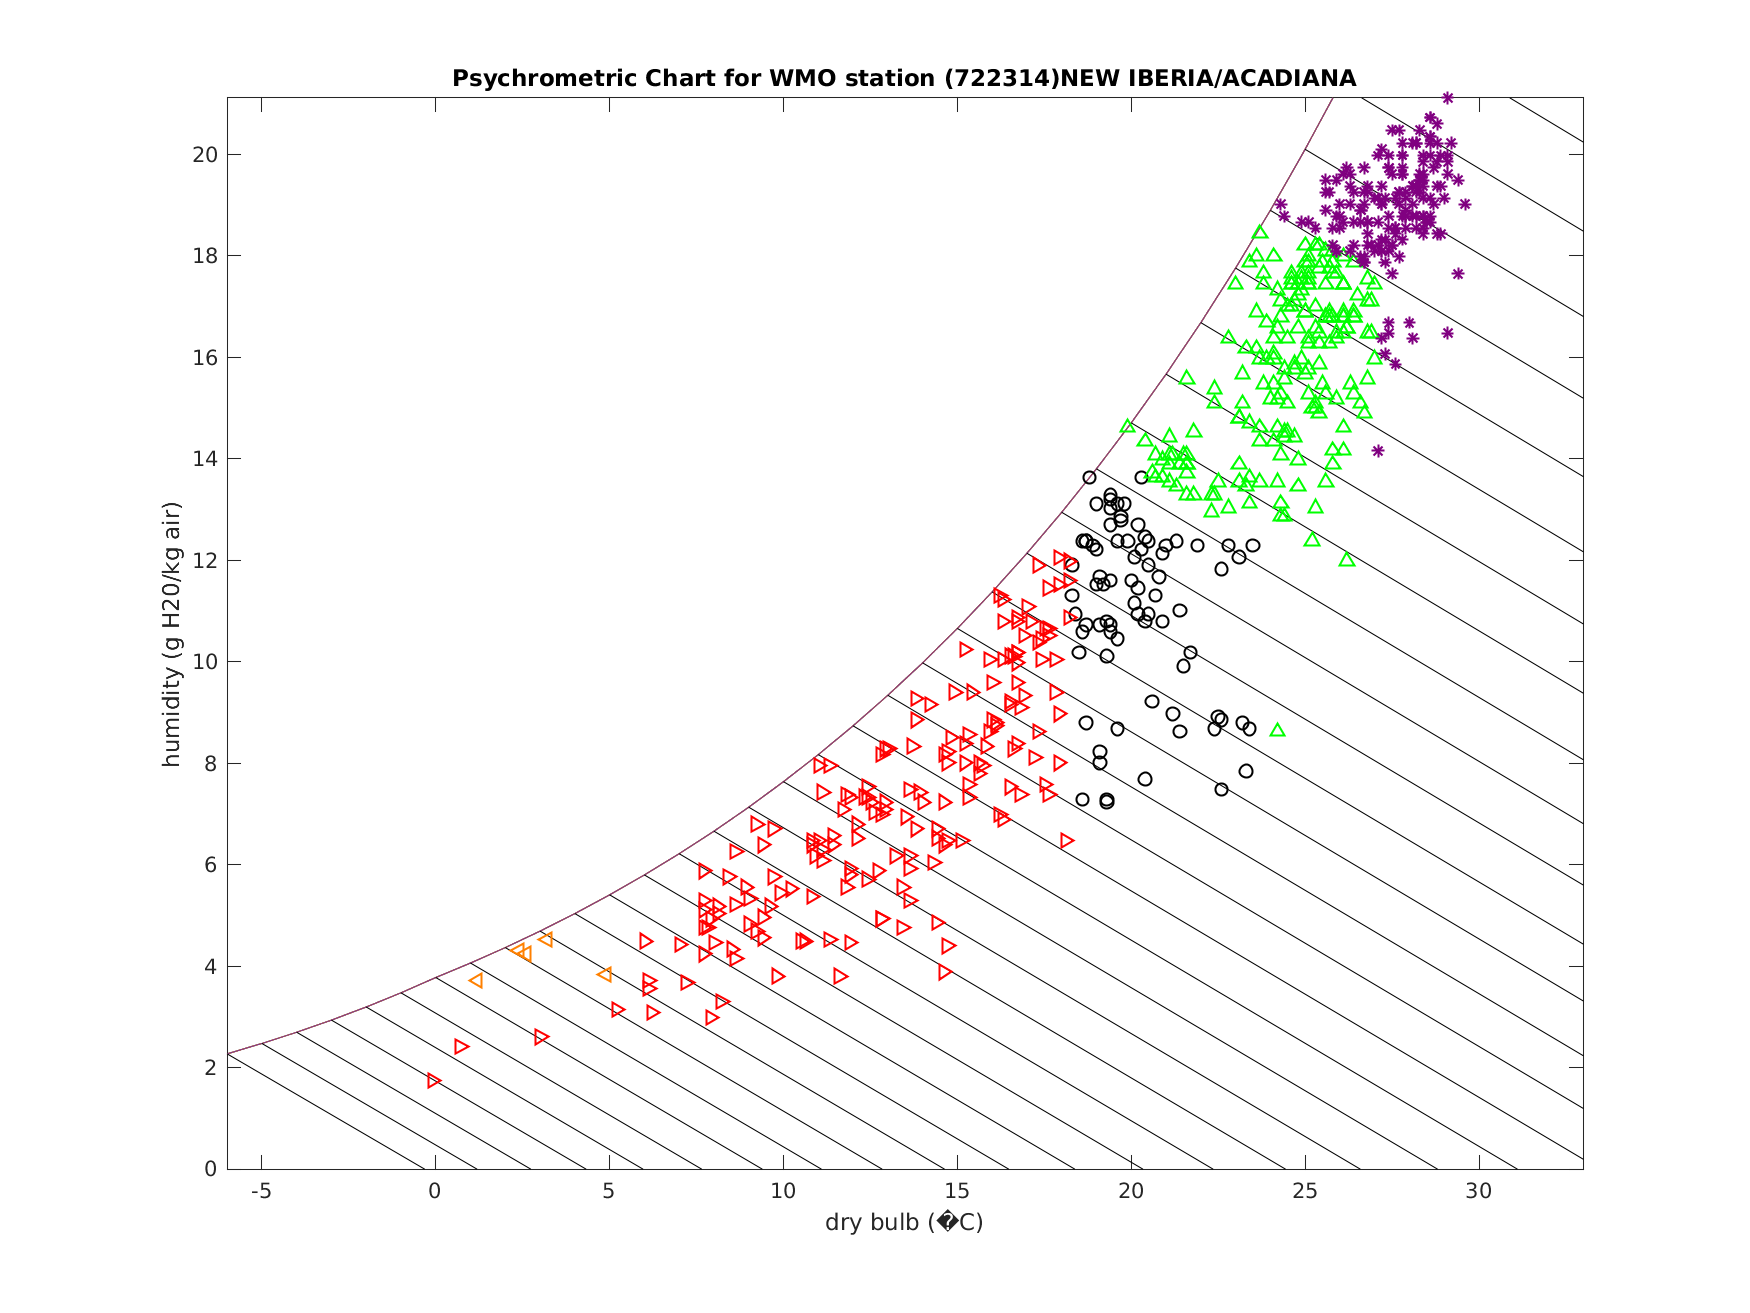 Psychrometric Chart for WMO station (722314)NEW IBERIA/ACADIANA
humidity (g H20/kg air)
20
18
16
14
12
10
8
6
4
2
0
-5 0 5 10 15 20 25 30
dry bulb (�C)